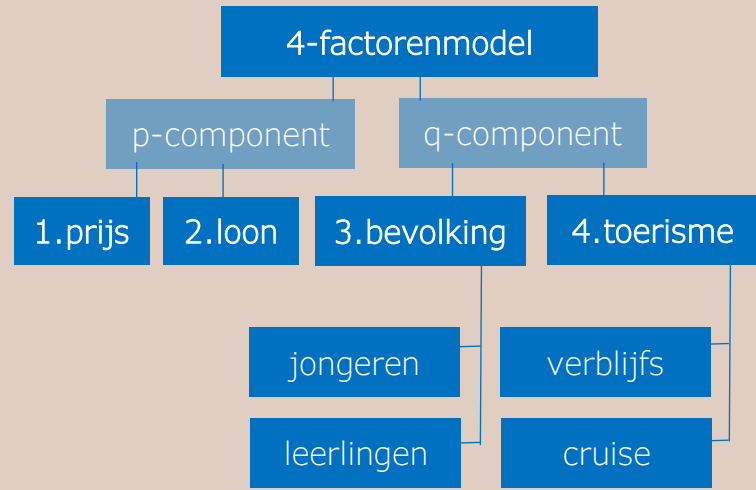 4-factorenmodel
p-component
q-component
1.prijs
2.loon
3.bevolking
4.toerisme
jongeren
verblijfs
leerlingen
cruise